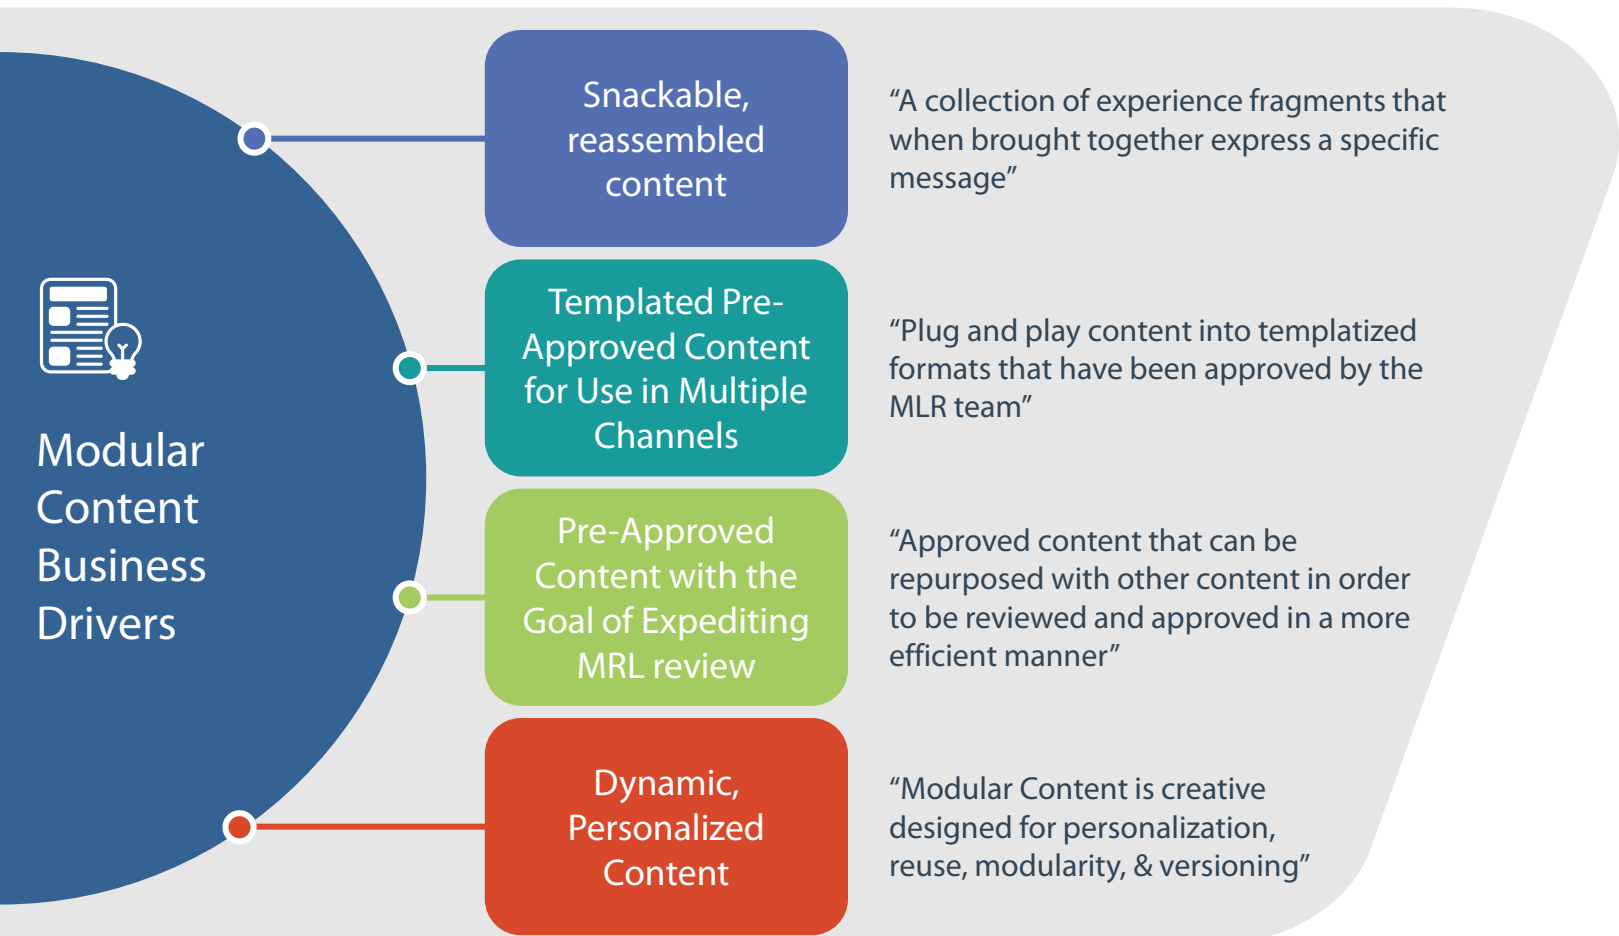 Modular
Content
Business
Drivers
Snackable,
reassembled
content
“A collection of experience fragments that
when brought together express a specific
message”
Templated Pre-
Approved Content
for Use in Multiple
Channels
“Plug and play content into templatized
formats that have been approved by the
MLR team”
Pre-Approved
Content with the
Goal of Expediting
MRL review
“Approved content that can be
repurposed with other content in order
to be reviewed and approved in a more
efficient manner”
Dynamic,
Personalized
Content
“Modular Content is creative
designed for personalization,
reuse, modularity, & versioning”